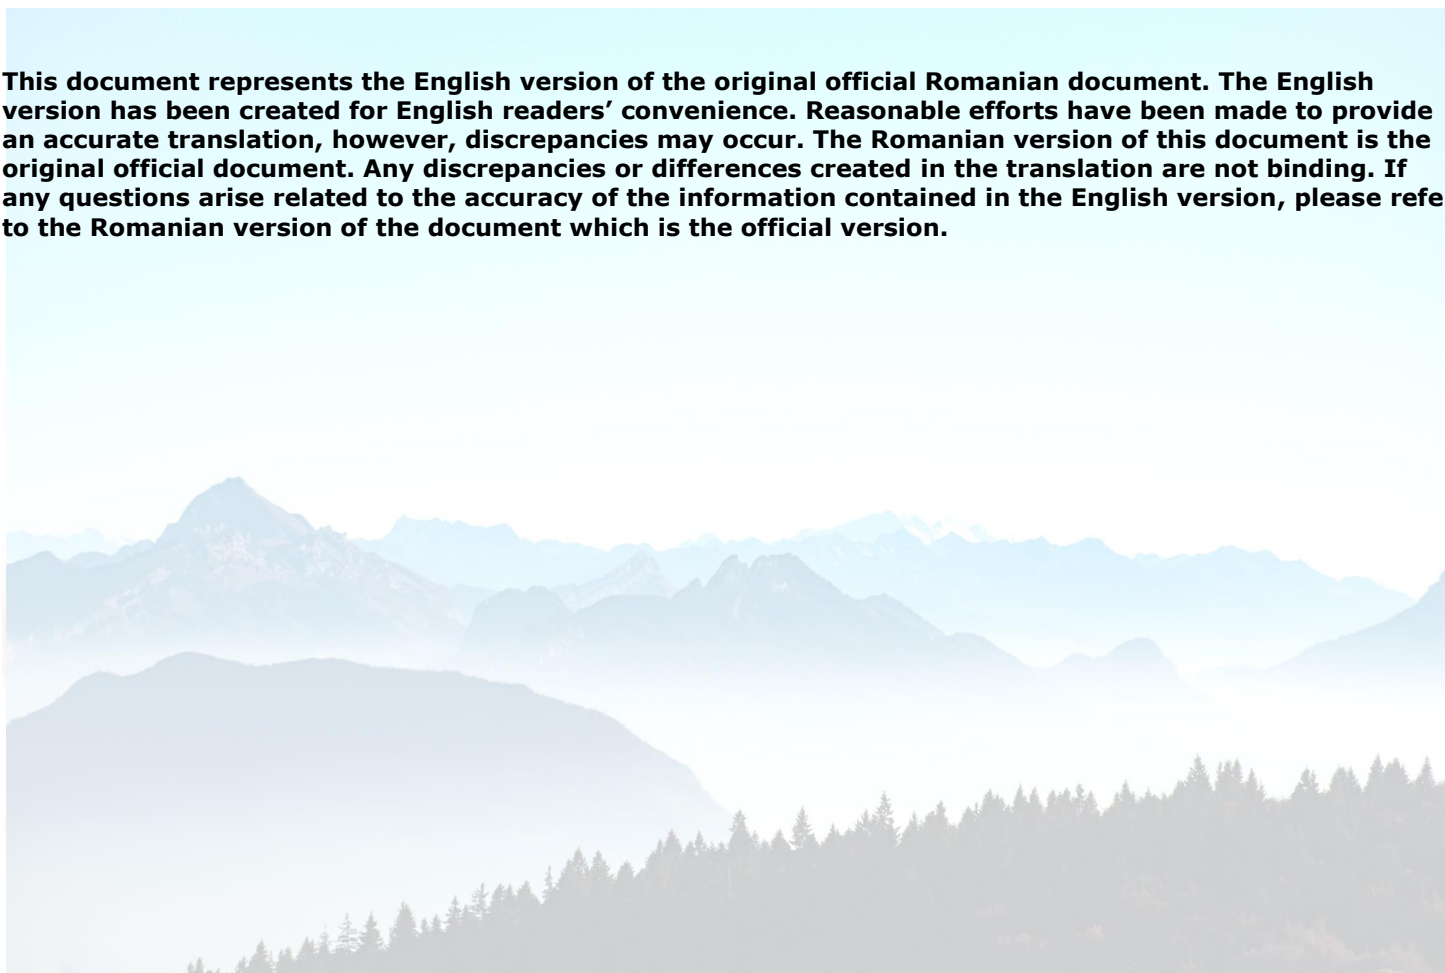 This document represents the English version of the original official Romanian document. The English
version has been created for English readers’ convenience. Reasonable efforts have been made to provide
an accurate translation, however, discrepancies may occur. The Romanian version of this document is the
original official document. Any discrepancies or differences created in the translation are not binding. If
any questions arise related to the accuracy of the information contained in the English version, please refe
to the Romanian version of the document which is the official version.